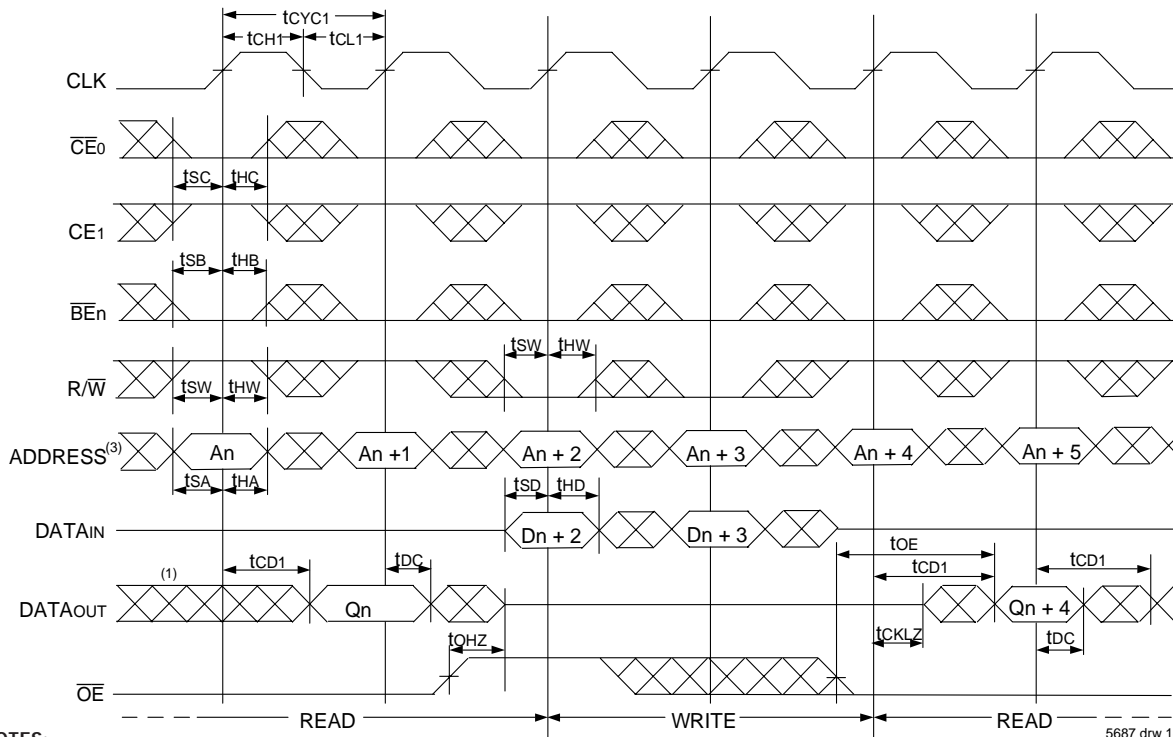 tCYC1
tCH1 tCL1
CLK
CE0
tSC tHC
CE1
tSB tHB
BEn
tSW tHW
R/W
tSW tHW
ADDRESS(3) An An +1 An + 2 An + 3 An + 4 An + 5
tSA tHA tSD tHD
DATAIN Dn + 2 Dn + 3
tOE
(1) tCD1 tDC tCD1 tCD1
DATAOUT Qn Qn + 4
tOHZ tCKLZ tDC
OE
READ WRITE READ
5687 drw 1